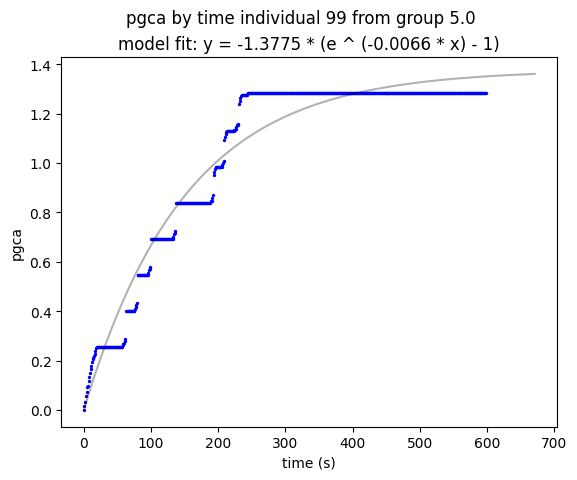 pgca by time individual 99 from group 5.0
model fit: y = -1.3775 * (e ^ (-0.0066 * x) - 1)
1.4
1.2
1.0
0.8
0.6
0.4
0.2
0.0
pgca
0 100 200 300 400 500 600 700
time (s)